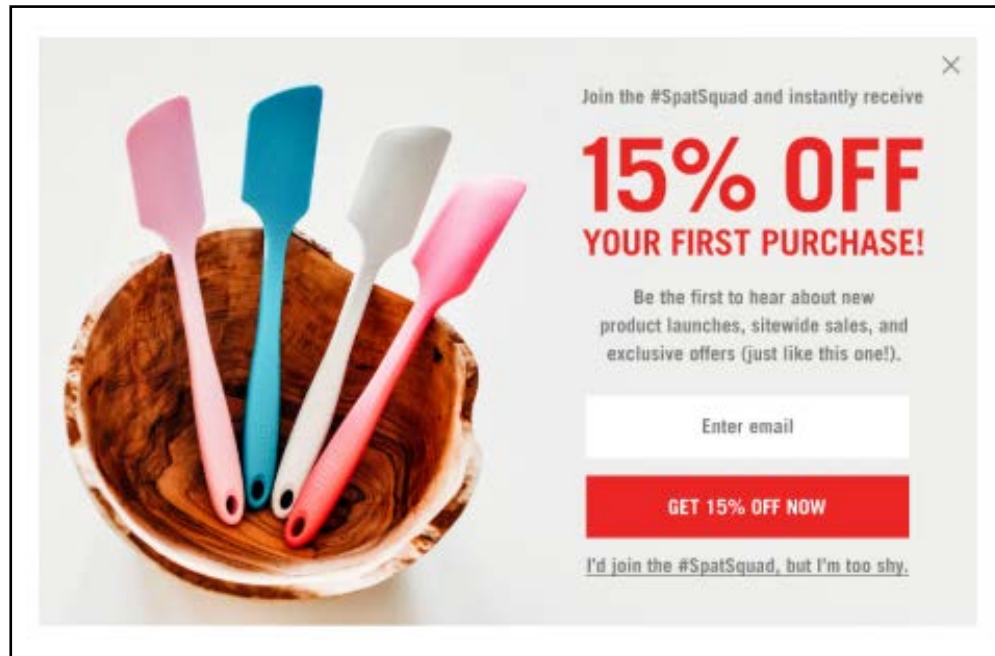 Join the #SpatSquad and instantly receive
15% OFF
YOUR FIRST PURCHASE!
Be the first to hear about new
product launches, sitewide sales, and
exclusive offers (just like this one!).
Enter email
GET 15% OFF NOW
I'd join the #SpatSquad, but I'm too shy.